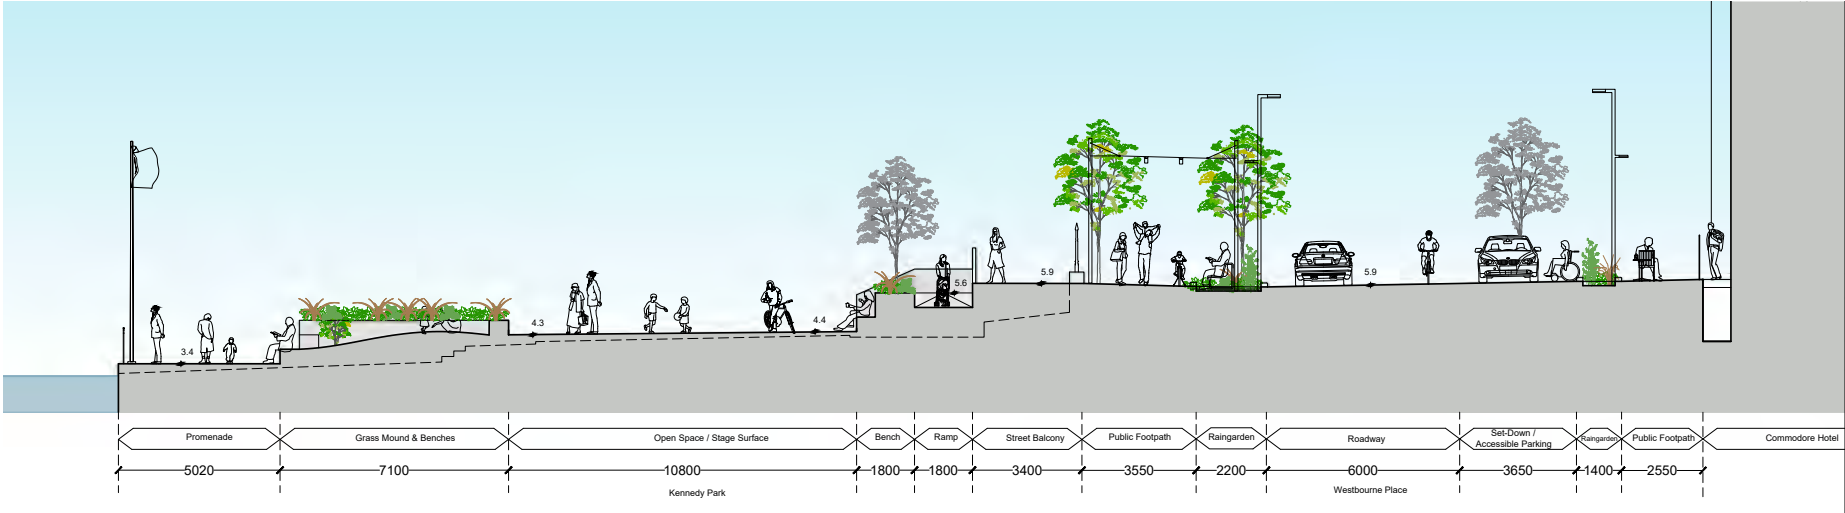 5.9
5.9
5.6
4.3
4.4
3.4
Promenade
Grass Mound & Benches
Open Space / Stage Surface
Bench
Ramp
Street Balcony
Public Footpath
Raingarden
Roadway
Set-Down /
Accessible Parking
Raingarden
Public Footpath
Commodore Hotel
5020
7100
10800
1800
1800
3400
3550
2200
6000
3650
1400
2550
Kennedy Park
Westbourne Place